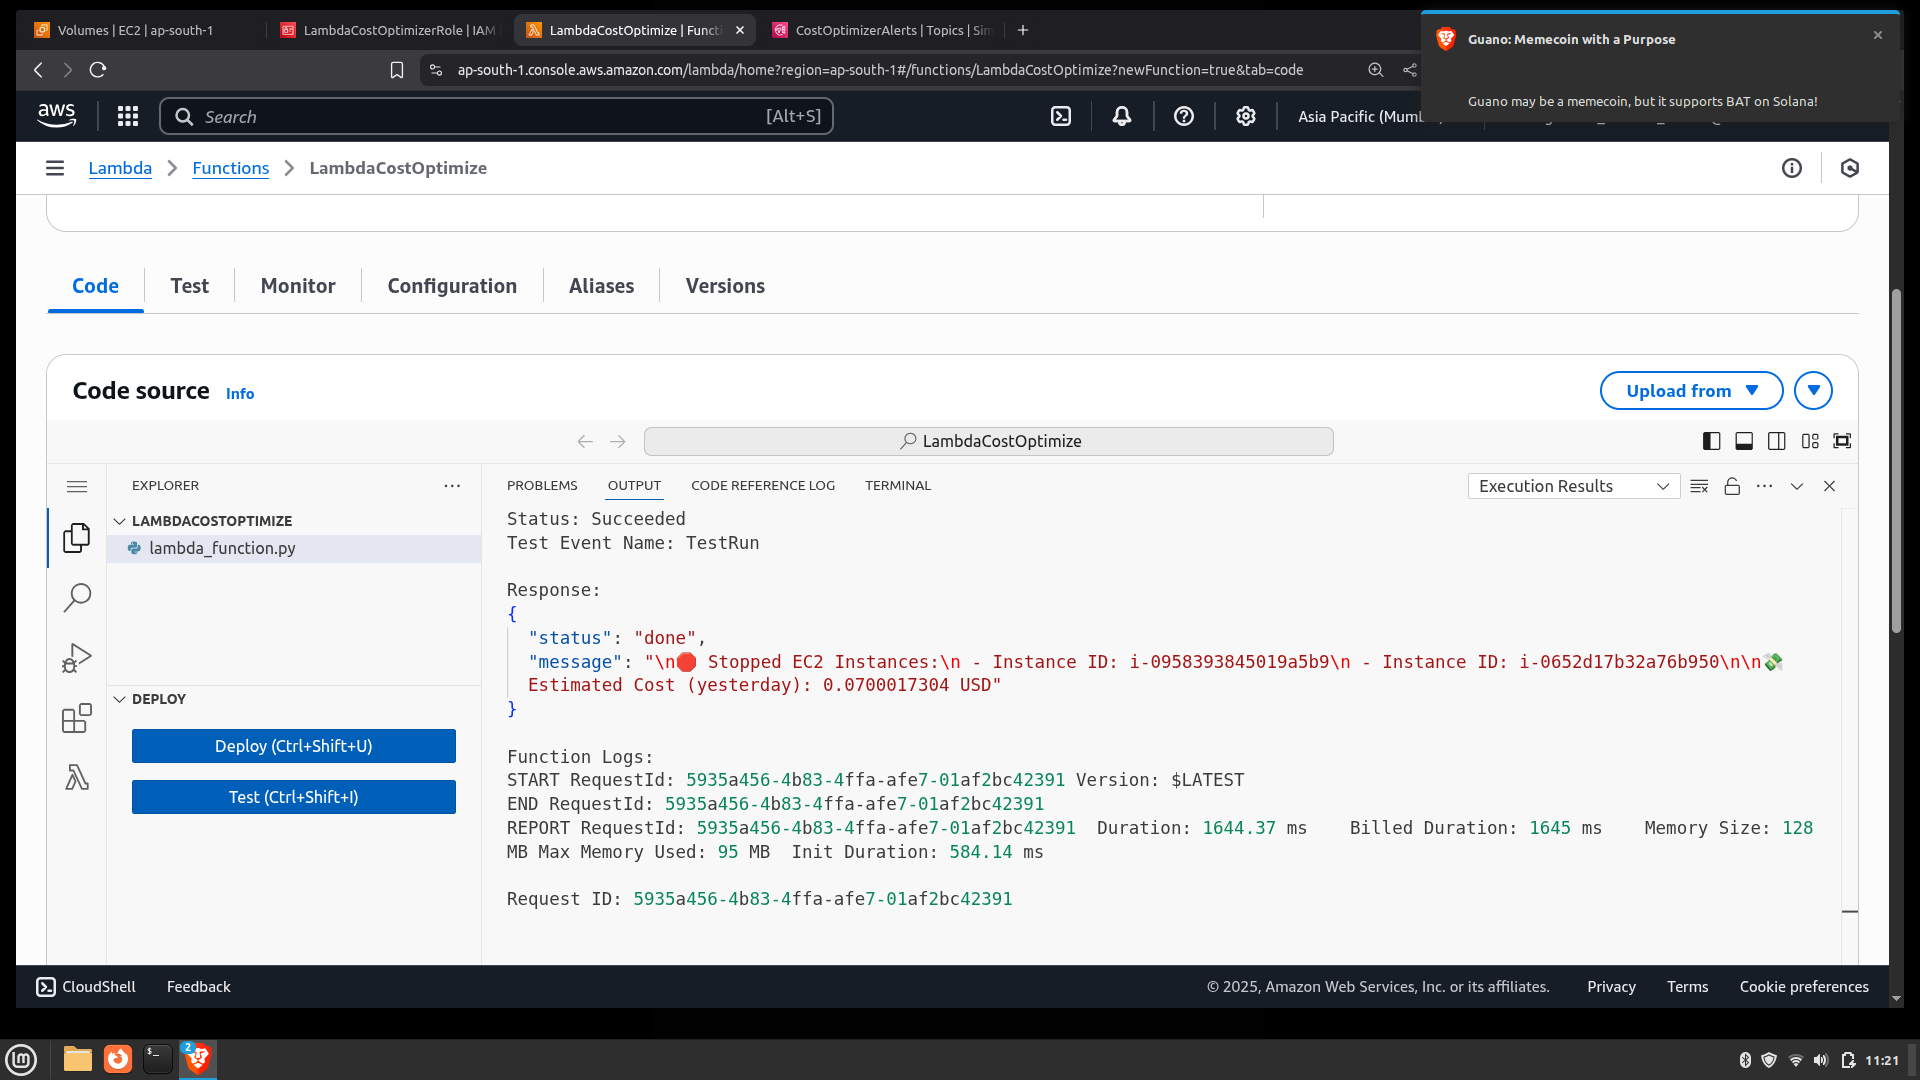 Volumes | EC2 | ap-south-1
LambdaCostOptimizerRole | IAM
LambdaCostOptimize | Functi
CostOptimizerAlerts | Topics | Sim
Guano: Memecoin with a Purpose
Guano may be a memecoin, but it supports BAT on Solana!
ap-south-1.console.aws.amazon.com/lambda/home?region=ap-south-1#/functions/LambdaCostOptimize?newFunction=true&tab=code
aws
Search
[Alt+S]
Asia Pacific (Mum
Lambda
Functions
LambdaCostOptimize
Code
Test
Monitor
Configuration
Aliases
Versions
Code source
Info
Upload from
LambdaCostOptimize
EXPLORER
PROBLEMS
OUTPUT
CODE REFERENCE LOG
TERMINAL
Execution Results
LAMBDACOSTOPTIMIZE
lambda_function.py
DEPLOY
Deploy (Ctrl+Shift+U)
Test (Ctrl+Shift+I)
Status: Succeeded
Test Event Name: TestRun
Response:
{
"status": "done",
"message": "\n🛑 Stopped EC2 Instances:\n - Instance ID: i-0958393845019a5b9\n - Instance ID: i-0652d17b32a76b950\n\n💸
Estimated Cost (yesterday): 0.0700017304 USD"
}
Function Logs:
START RequestId: 5935a456-4b83-4ffa-afe7-01af2bc42391 Version: $LATEST
END RequestId: 5935a456-4b83-4ffa-afe7-01af2bc42391
REPORT RequestId: 5935a456-4b83-4ffa-afe7-01af2bc42391 Duration: 1644.37 ms Billed Duration: 1645 ms Memory Size: 128
MB Max Memory Used: 95 MB Init Duration: 584.14 ms
Request ID: 5935a456-4b83-4ffa-afe7-01af2bc42391
CloudShell
Feedback
© 2025, Amazon Web Services, Inc. or its affiliates.
Privacy
Terms
Cookie preferences
2
11:21